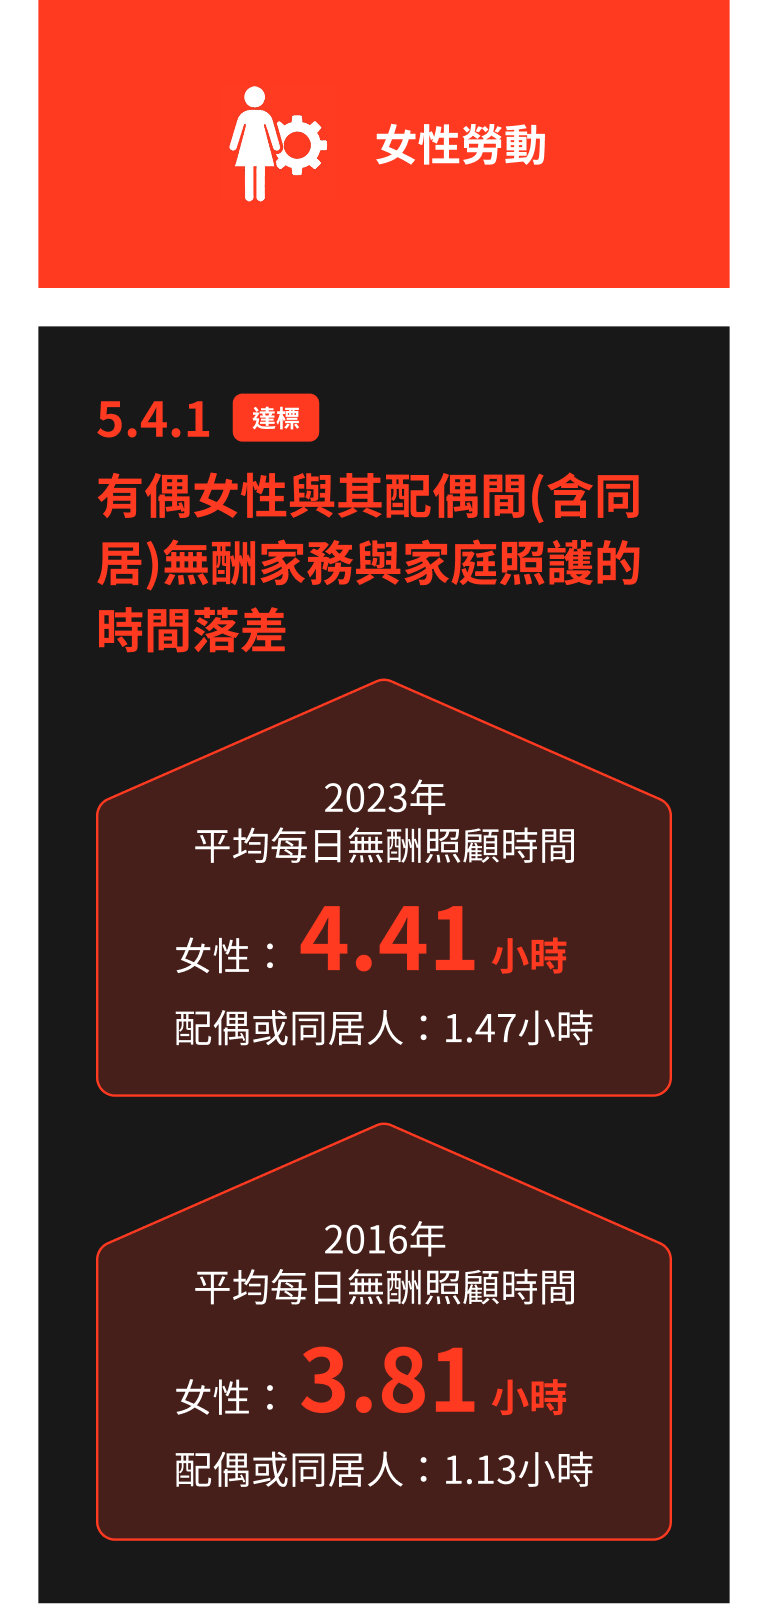 女性勞動
5.4.1 達標
有偶女性與其配偶間(含同
居)無酬家務與家庭照護的
時間落差
2023年
平均每日無酬照顧時間
女性：4.41 小時
配偶或同居人：1.47小時
2016年
平均每日無酬照顧時間
女性：3.81 小時
配偶或同居人：1.13小時